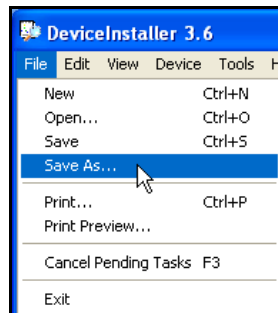 DeviceInstaller 3.6
File Edit View Device Tools H
New Ctrl+N
Open... Ctrl+O
Save Ctrl+S
Save As...
Print... Ctrl+P
Print Preview...
Cancel Pending Tasks F3
Exit